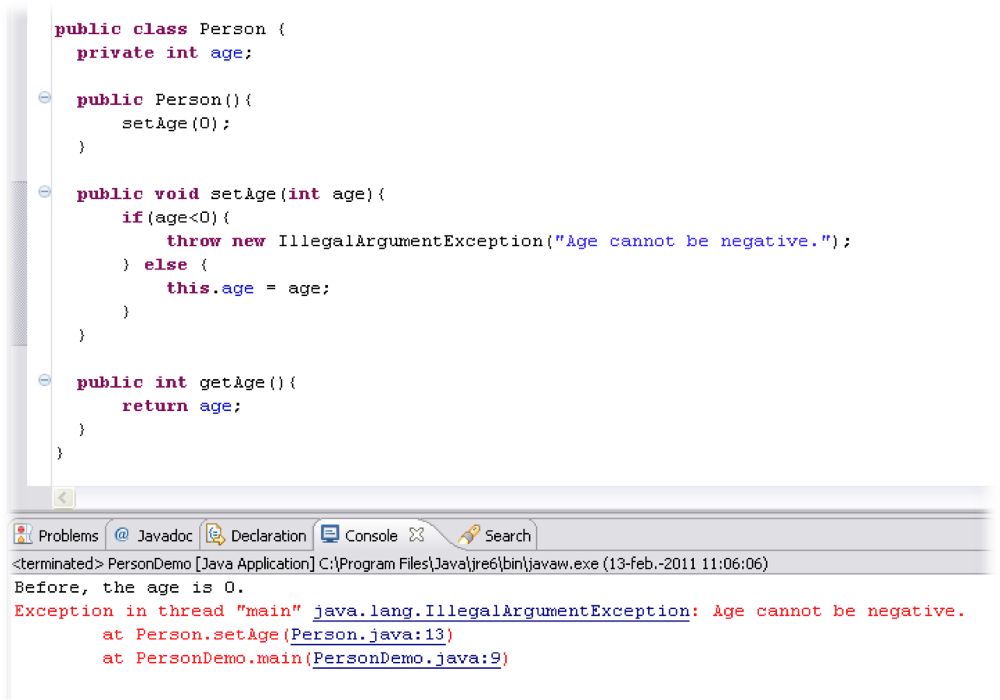 public class Person {
private int age;
public Person(){
setAge(0);
}
public void setAge(int age){
if(age<0){
throw new IllegalArgumentException("Age cannot be negative.");
} else {
this.age = age;
}
}
public int getAge(){
return age;
}
}
Problems @ Javadoc Declaration Console Search
<terminated> PersonDemo [Java Application] C:\Program Files\Java\jre6\bin\javaw.exe (13-feb.-2011 11:06:06)
Before, the age is 0.
Exception in thread "main" java.lang.IllegalArgumentException: Age cannot be negative.
at Person.setAge(Person.java:13)
at PersonDemo.main(PersonDemo.java:9)